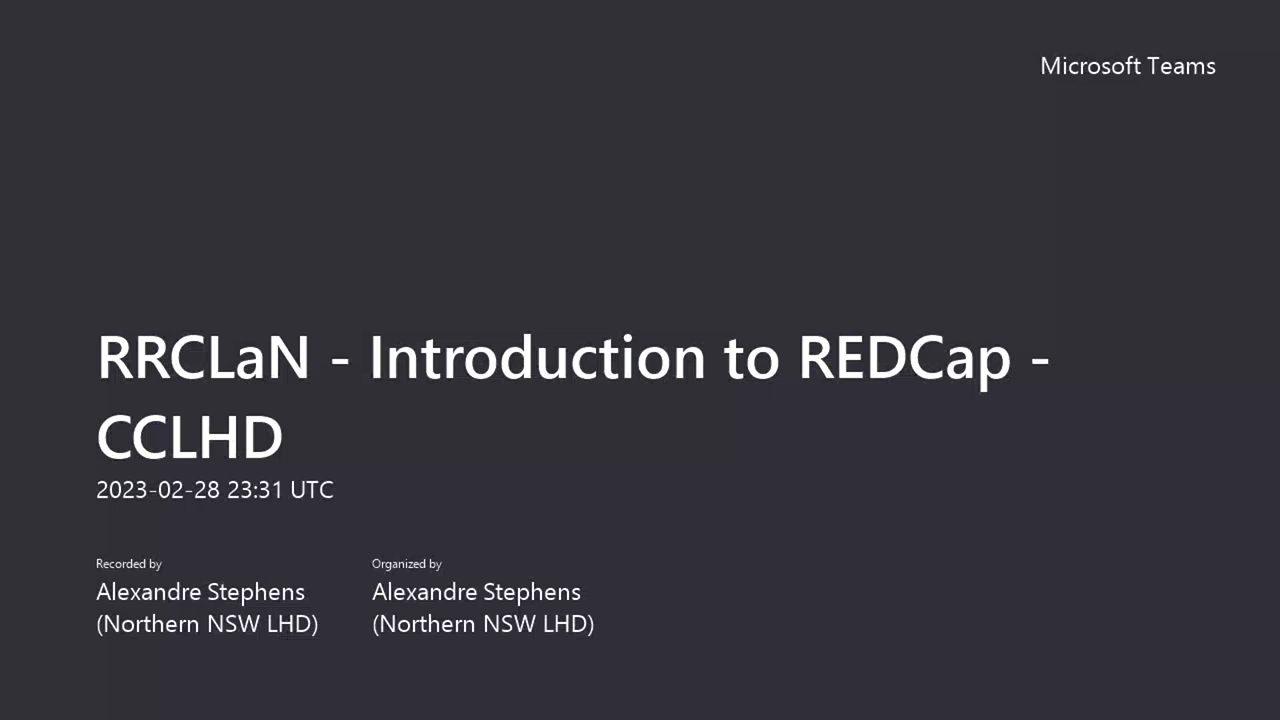 Microsoft Teams
RRCLaN - Introduction to REDCap -
CCLHD
2023-02-28 23:31 UTC
Recorded by
Alexandre Stephens
(Northern NSW LHD)
Organized by
Alexandre Stephens
(Northern NSW LHD)